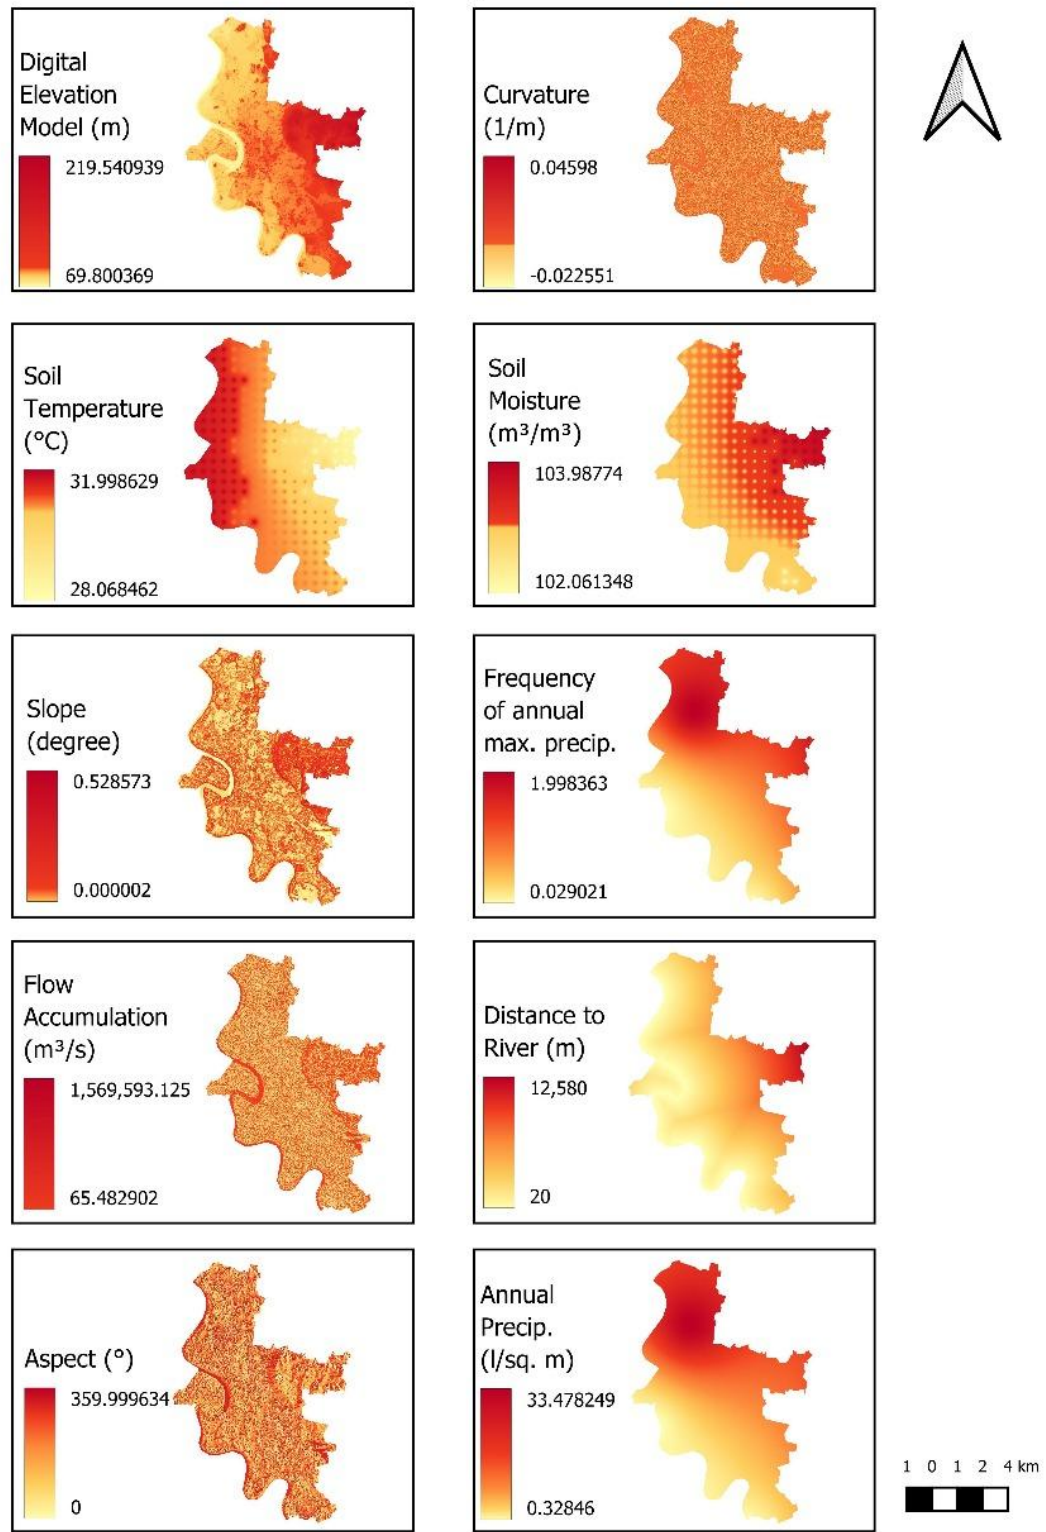 Digital
Elevation
Model (m)
219.540939
69.800369
Curvature
(1/m)
0.04598
-0.022551
Soil
Temperature
(°C)
31.998629
28.068462
Soil
Moisture
(m³/m³)
103.98774
102.061348
Slope
(degree)
0.528573
0.000002
Frequency
of annual
max. precip.
1.998363
0.029021
Flow
Accumulation
(m³/s)
1,569,593.125
65.482902
Distance to
River (m)
12,580
20
Aspect (°)
359.999634
0
Annual
Precip.
(l/sq. m)
33.478249
0.32846
1 0 1 2 4 km